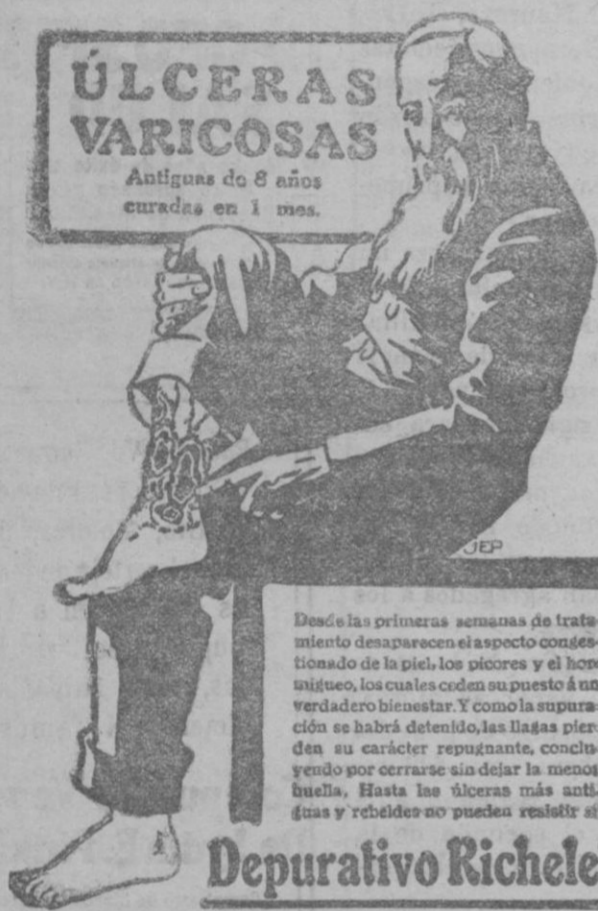 ÚLCERAS
VARICOSAS
Antiguas de 8 años
curadas en 1 mes.
JEP
Desde las primeras semanas de trata-
miento desaparecen el aspecto conges-
tionado de la piel, los picores y el hor-
migueo, los cuales ceden su puesto á un
verdadero bienestar. Y como la supura-
ción se habrá detenido, las llagas pier-
den su carácter repugnante, conclu-
yendo por cerrarse sin dejar la menor
huella. Hasta las úlceras más anti-
guas y rebeldes no pueden resistir al
Depurativo Richele